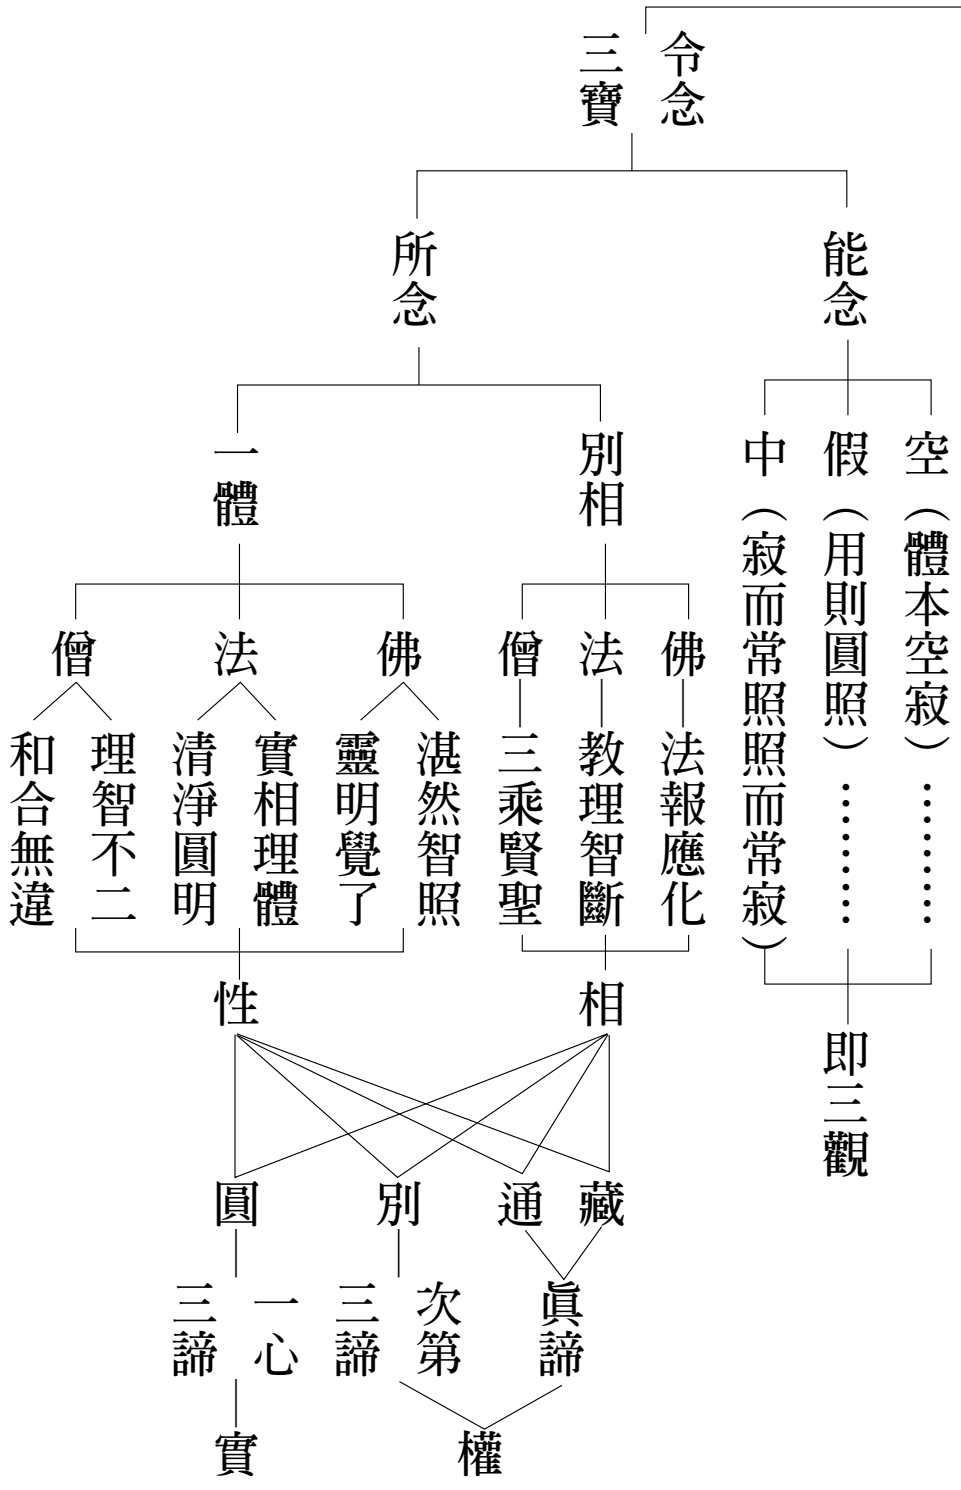 令念
三寶
能念
所念
空（體本空寂）⋯⋯⋯
假（用則圓照）⋯⋯⋯
中（寂而常照照而常寂）
即三觀
別相
一體
佛
法
僧
佛
法
僧
法報應化
教理智斷
三乘賢聖
湛然智照
靈明覺了
實相理體
清淨圓明
理智不二
和合無違
相
性
藏
通
別
圓
眞諦
次第
三諦
一心
三諦
權
實